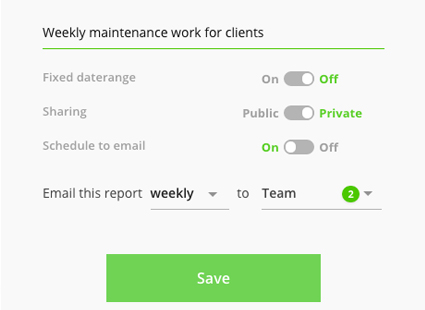 Weekly maintenance work for clients
Fixed daterange On Off
Sharing Public Private
Schedule to email On Off
Email this report weekly to Team 2
Save